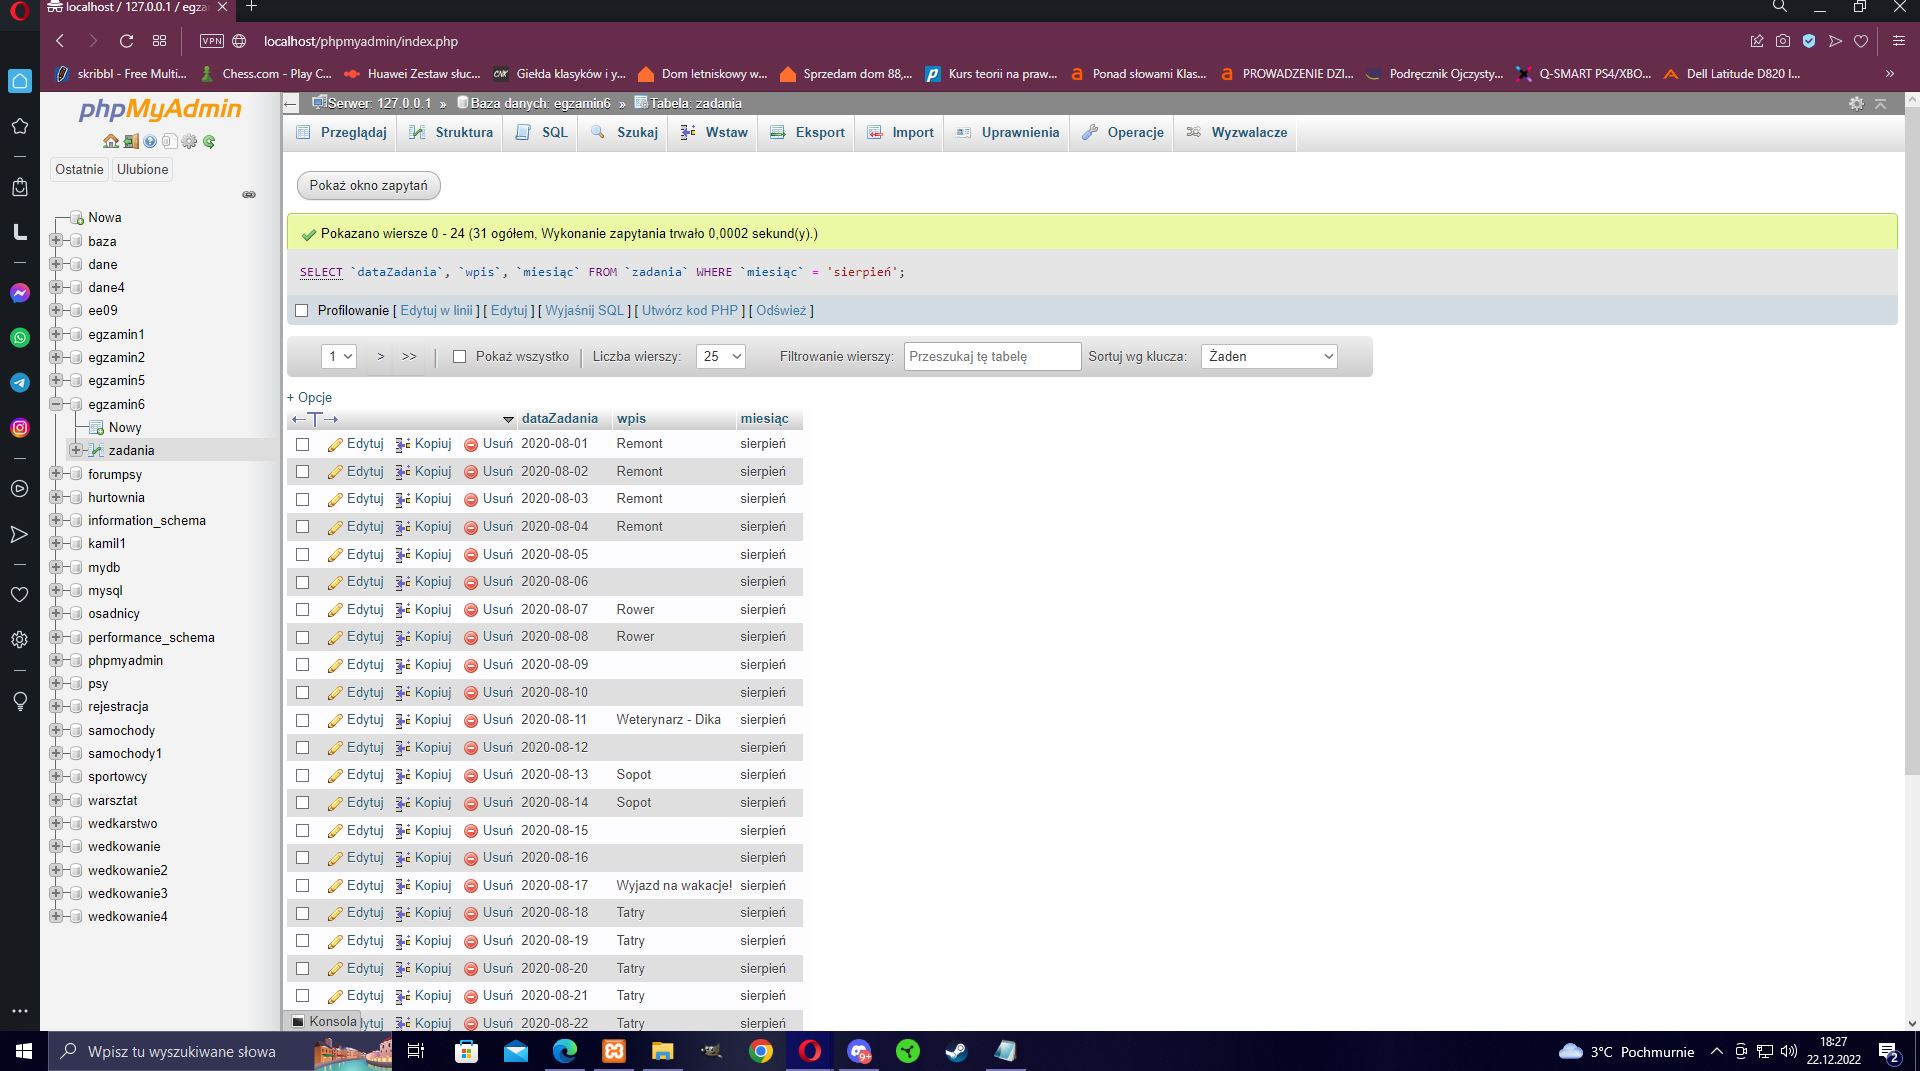 localhost / 127.0.0.1 / egza
VPN localhost/phpmyadmin/index.php
skribbl - Free Multi... Chess.com - Play C... Huawei Zestaw słuc... Giełda klasyków i y... Dom letniskowy w... Sprzedam dom 88,... Kurs teorii na praw... Ponad słowami Klas... PROWADZENIE DZI... Podręcznik Ojczysty... Q-SMART PS4/XBO... Dell Latitude D820 I... »
phpMyAdmin
Ostatnie Ulubione
Nowa
baza
dane
dane4
ee09
egzamin1
egzamin2
egzamin5
egzamin6
Nowy
zadania
forumpsy
hurtownia
information_schema
kamil1
mydb
mysql
osadnicy
performance_schema
phpmyadmin
psy
rejestracja
samochody
samochody1
sportowcy
warsztat
wedkarstwo
wedkowanie
wedkowanie2
wedkowanie3
wedkowanie4
Serwer: 127.0.0.1 » Baza danych: egzamin6 » Tabela: zadania
Przeglądaj Struktura SQL Szukaj Wstaw Eksport Import Uprawnienia Operacje Wyzwalacze
Pokaż okno zapytań
Pokazano wiersze 0 - 24 (31 ogółem, Wykonanie zapytania trwało 0,0002 sekund(y).)
SELECT `dataZadania`, `wpis`, `miesiąc` FROM `zadania` WHERE `miesiąc` = 'sierpień';
Profilowanie [ Edytuj w linii ] [ Edytuj ] [ Wyjaśnij SQL ] [ Utwórz kod PHP ] [ Odśwież ]
1 > >> | Pokaż wszystko | Liczba wierszy: 25 Filtrowanie wierszy: Przeszukaj tę tabelę Sortuj wg klucza: Żaden
+ Opcje
←T→ dataZadania wpis miesiąc
Edytuj Kopiuj Usuń 2020-08-01 Remont sierpień
Edytuj Kopiuj Usuń 2020-08-02 Remont sierpień
Edytuj Kopiuj Usuń 2020-08-03 Remont sierpień
Edytuj Kopiuj Usuń 2020-08-04 Remont sierpień
Edytuj Kopiuj Usuń 2020-08-05 sierpień
Edytuj Kopiuj Usuń 2020-08-06 sierpień
Edytuj Kopiuj Usuń 2020-08-07 Rower sierpień
Edytuj Kopiuj Usuń 2020-08-08 Rower sierpień
Edytuj Kopiuj Usuń 2020-08-09 sierpień
Edytuj Kopiuj Usuń 2020-08-10 sierpień
Edytuj Kopiuj Usuń 2020-08-11 Weterynarz - Dika sierpień
Edytuj Kopiuj Usuń 2020-08-12 sierpień
Edytuj Kopiuj Usuń 2020-08-13 Sopot sierpień
Edytuj Kopiuj Usuń 2020-08-14 Sopot sierpień
Edytuj Kopiuj Usuń 2020-08-15 sierpień
Edytuj Kopiuj Usuń 2020-08-16 sierpień
Edytuj Kopiuj Usuń 2020-08-17 Wyjazd na wakacje! sierpień
Edytuj Kopiuj Usuń 2020-08-18 Tatry sierpień
Edytuj Kopiuj Usuń 2020-08-19 Tatry sierpień
Edytuj Kopiuj Usuń 2020-08-20 Tatry sierpień
Edytuj Kopiuj Usuń 2020-08-21 Tatry sierpień
Konsola ytuj Kopiuj Usuń 2020-08-22 Tatry sierpień
Wpisz tu wyszukiwane słowa 9+ 3°C Pochmurnie 18:27
22.12.2022 2